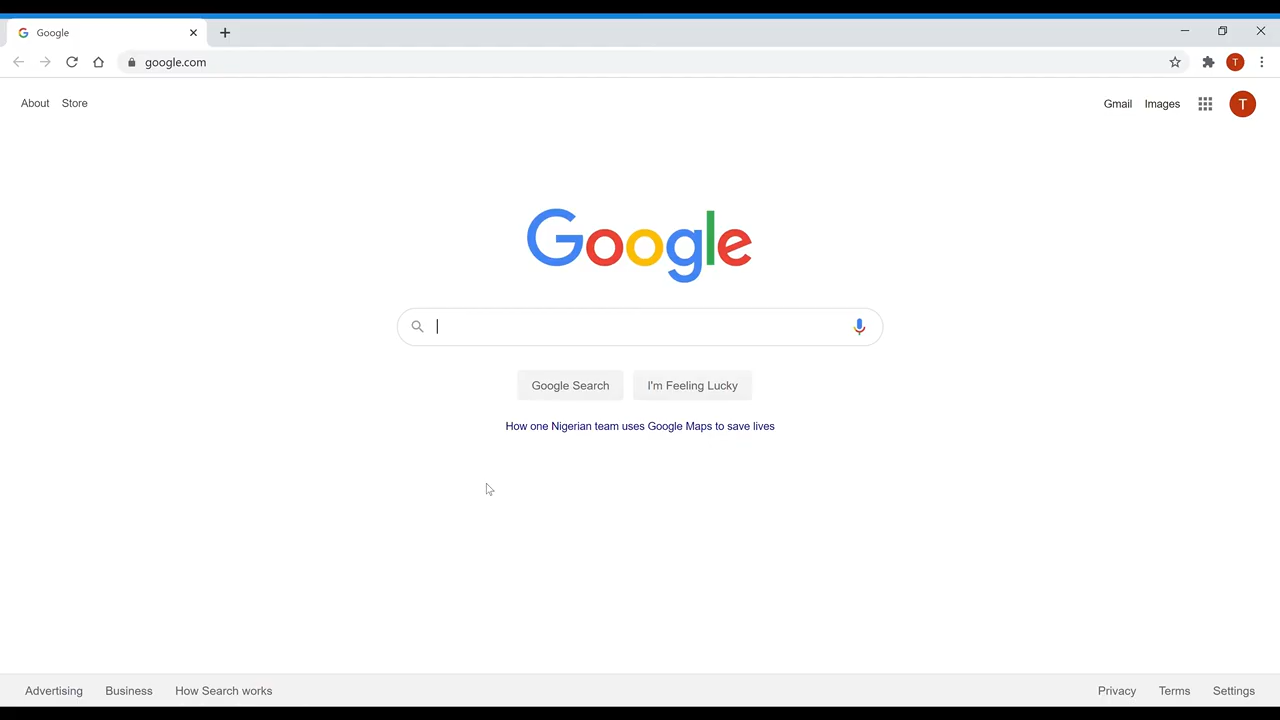 Google
google.com
T
About Store
Gmail Images
T
Google
Google Search I'm Feeling Lucky
How one Nigerian team uses Google Maps to save lives
Advertising Business How Search works
Privacy Terms Settings